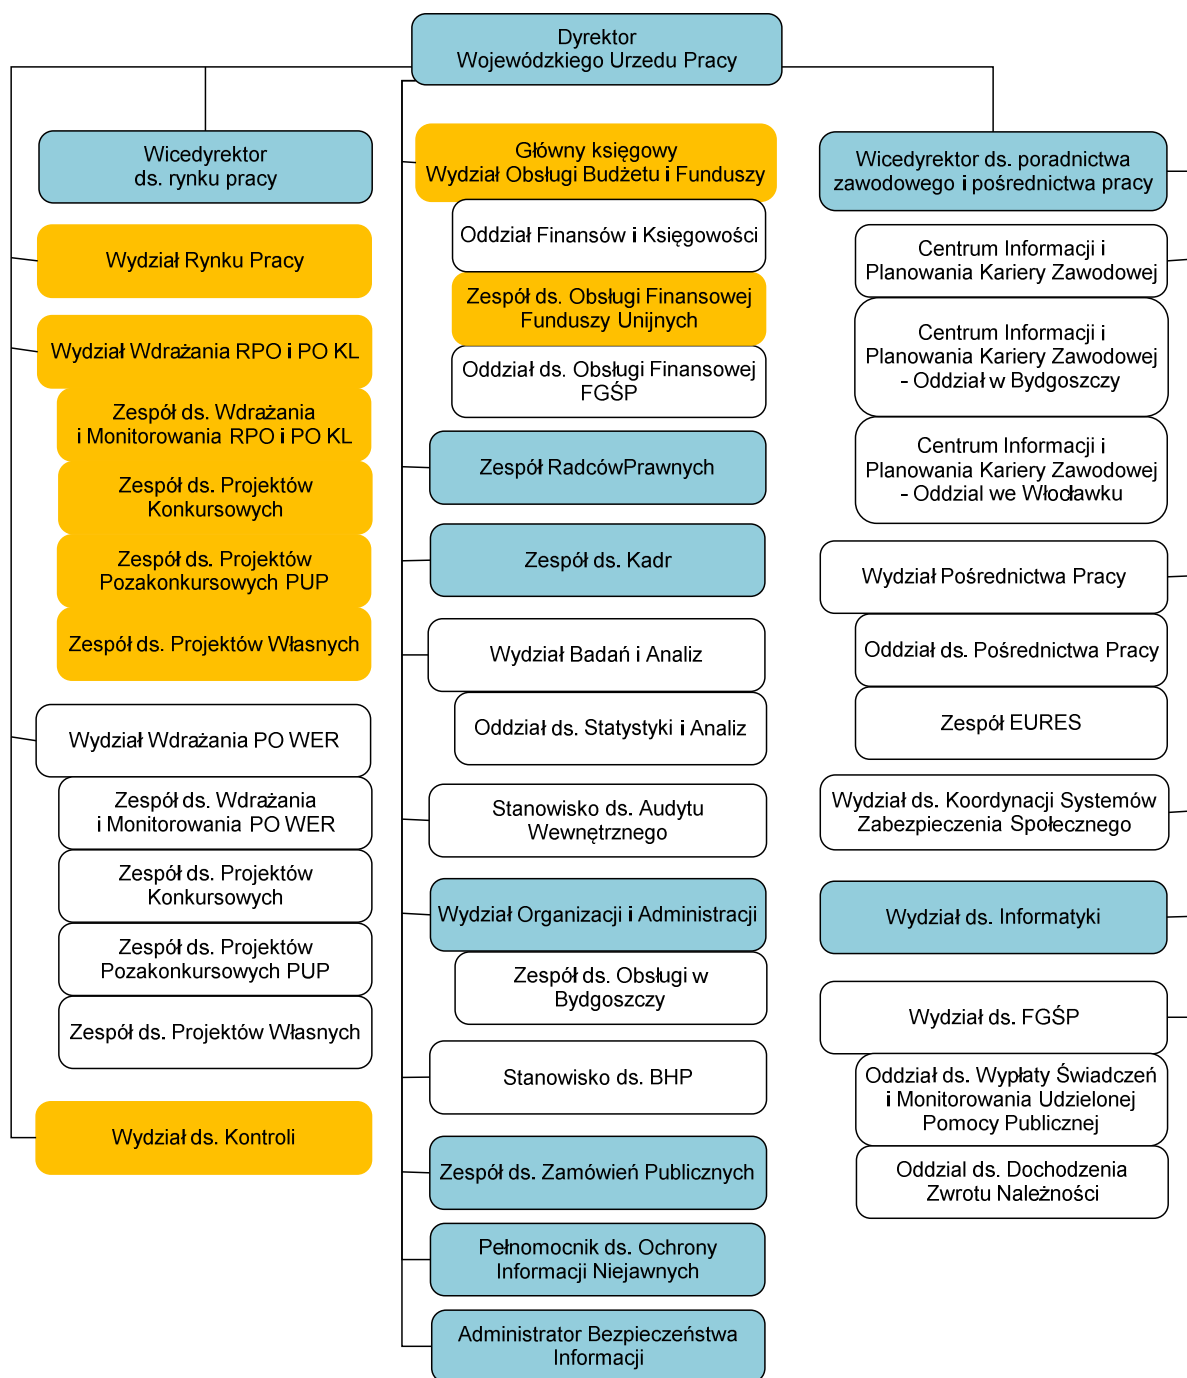 Dyrektor
Wojewódzkiego Urzedu Pracy
Wicedyrektor
ds. rynku pracy
Wydział Rynku Pracy
Wydział Wdrażania RPO i PO KL
Zespół ds. Wdrażania
i Monitorowania RPO i PO KL
Zespół ds. Projektów
Konkursowych
Zespół ds. Projektów
Pozakonkursowych PUP
Zespół ds. Projektów Własnych
Wydział Wdrażania PO WER
Zespół ds. Wdrażania
i Monitorowania PO WER
Zespół ds. Projektów
Konkursowych
Zespół ds. Projektów
Pozakonkursowych PUP
Zespół ds. Projektów Własnych
Wydział ds. Kontroli
Główny księgowy
Wydział Obsługi Budżetu i Funduszy
Oddział Finansów i Księgowości
Zespół ds. Obsługi Finansowej
Funduszy Unijnych
Oddział ds. Obsługi Finansowej
FGŚP
Zespół RadcówPrawnych
Zespół ds. Kadr
Wydział Badań i Analiz
Oddział ds. Statystyki i Analiz
Stanowisko ds. Audytu
Wewnętrznego
Wydział Organizacji i Administracji
Zespół ds. Obsługi w
Bydgoszczy
Stanowisko ds. BHP
Zespół ds. Zamówień Publicznych
Pełnomocnik ds. Ochrony
Informacji Niejawnych
Administrator Bezpieczeństwa
Informacji
Wicedyrektor ds. poradnictwa
zawodowego i pośrednictwa pracy
Centrum Informacji i
Planowania Kariery Zawodowej
Centrum Informacji i
Planowania Kariery Zawodowej
- Oddział w Bydgoszczy
Centrum Informacji i
Planowania Kariery Zawodowej
- Oddzial we Włocławku
Wydział Pośrednictwa Pracy
Oddział ds. Pośrednictwa Pracy
Zespół EURES
Wydział ds. Koordynacji Systemów
Zabezpieczenia Społecznego
Wydział ds. Informatyki
Wydział ds. FGŚP
Oddział ds. Wypłaty Świadczeń
i Monitorowania Udzielonej
Pomocy Publicznej
Oddzial ds. Dochodzenia
Zwrotu Należności